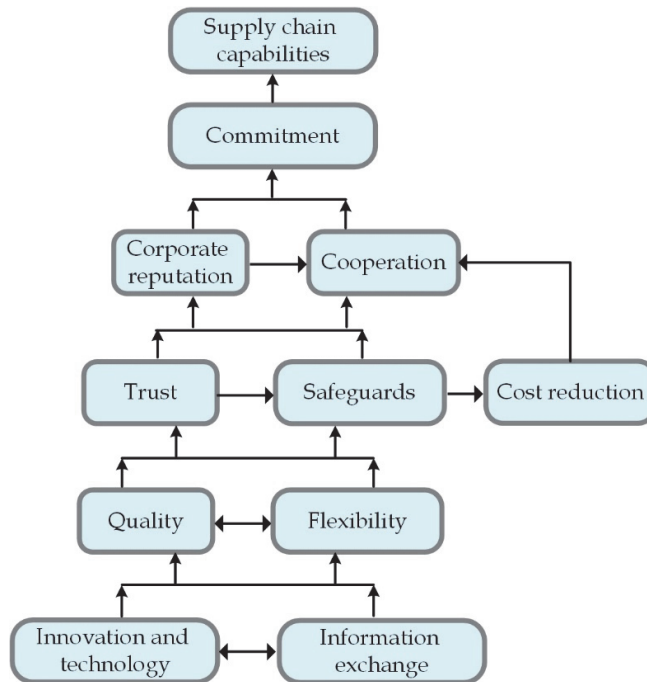 Supply chain
capabilities
Commitment
Corporate
reputation
Cooperation
Trust
Safeguards
Cost reduction
Quality
Flexibility
Innovation and
technology
Information
exchange